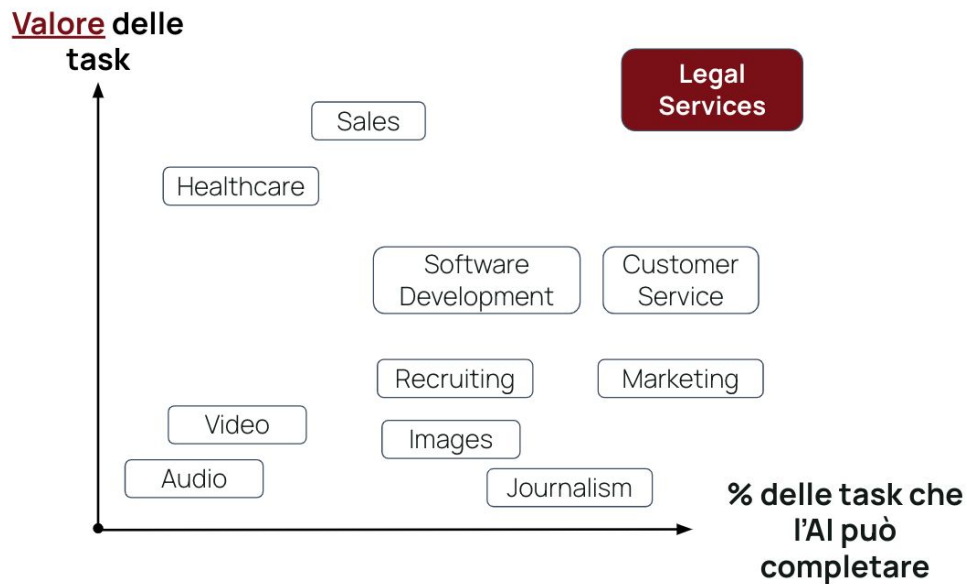 Valore delle
task
Legal
Services
Sales
Healthcare
Software
Development
Customer
Service
Recruiting
Marketing
Video
Images
Audio
Journalism
% delle task che
l'AI può
completare